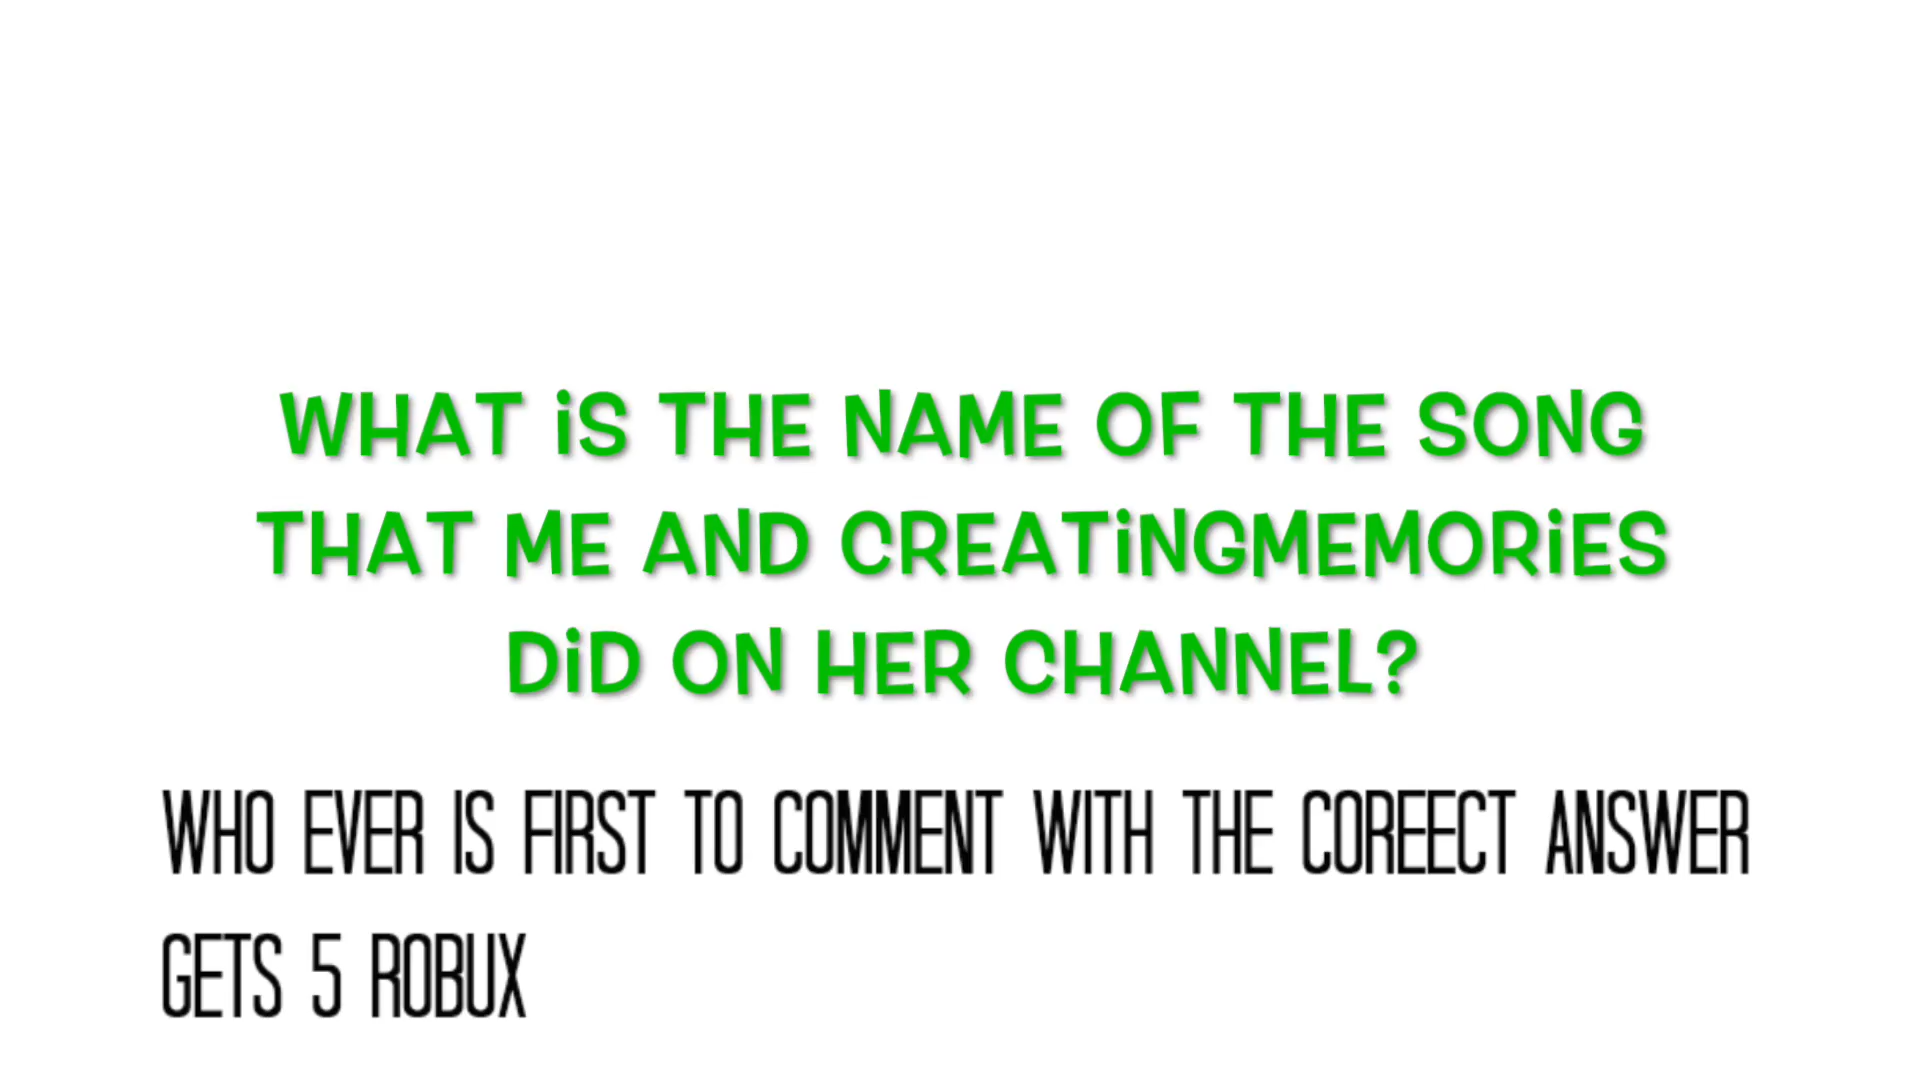 WHAT iS THE NAME OF THE SONG
THAT ME AND CREATiNGMEMORiES
DiD ON HER CHANNEL?
WHO EVER IS FIRST TO COMMENT WITH THE COREECT ANSWER
GETS 5 ROBUX